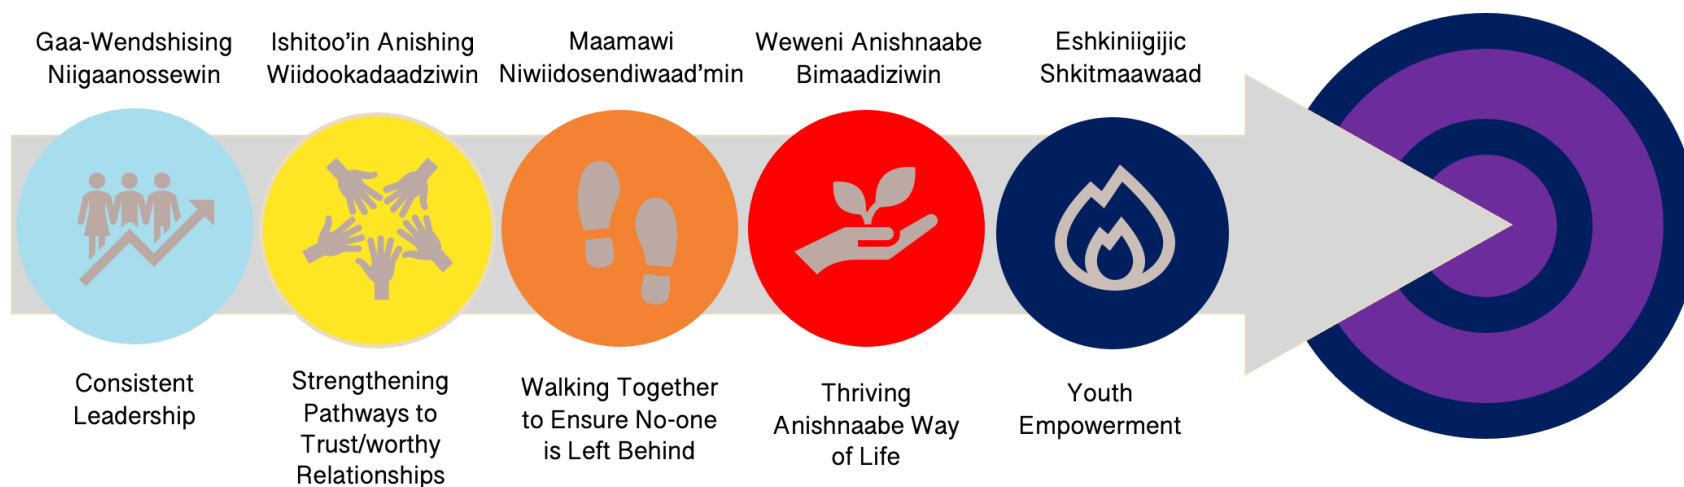 Gaa-Wendshising
Niigaanossewin
Ishitoo'in Anishing
Wiidookadaadziwin
Maamawi
Niwiidosendiwaad'min
Weweni Anishnaabe
Bimaadiziwin
Eshkiniigijic
Shkitmaawaad
Consistent
Leadership
Strengthening
Pathways to
Trust/worthy
Relationships
Walking Together
to Ensure No-one
is Left Behind
Thriving
Anishnaabe Way
of Life
Youth
Empowerment